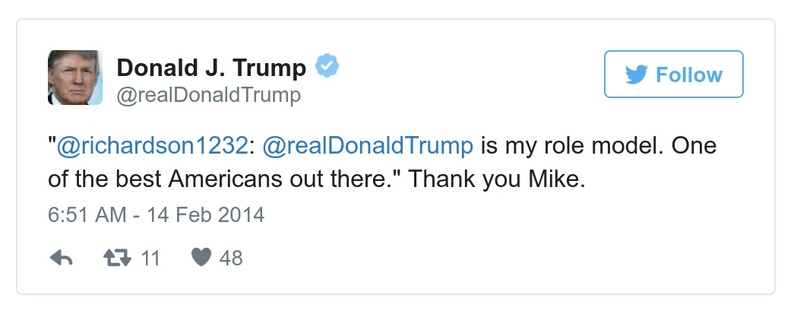 Donald J. Trump
@realDonaldTrump
Follow
"@richardson1232: @realDonaldTrump is my role model. One
of the best Americans out there." Thank you Mike.
6:51 AM - 14 Feb 2014
11 48